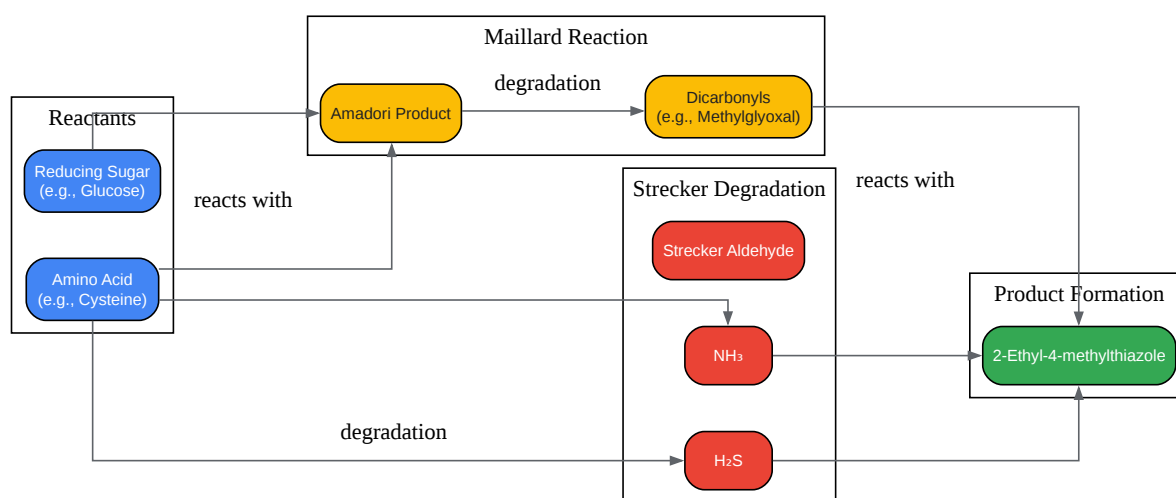 Maillard Reaction
degradation
Amadori Product
Dicarbonyls
(e.g., Methylglyoxal)
Reactants
Reducing Sugar
(e.g., Glucose)
reacts with
Amino Acid
(e.g., Cysteine)
Strecker Degradation
reacts with
Strecker Aldehyde
NH₃
degradation
H₂S
Product Formation
2-Ethyl-4-methylthiazole